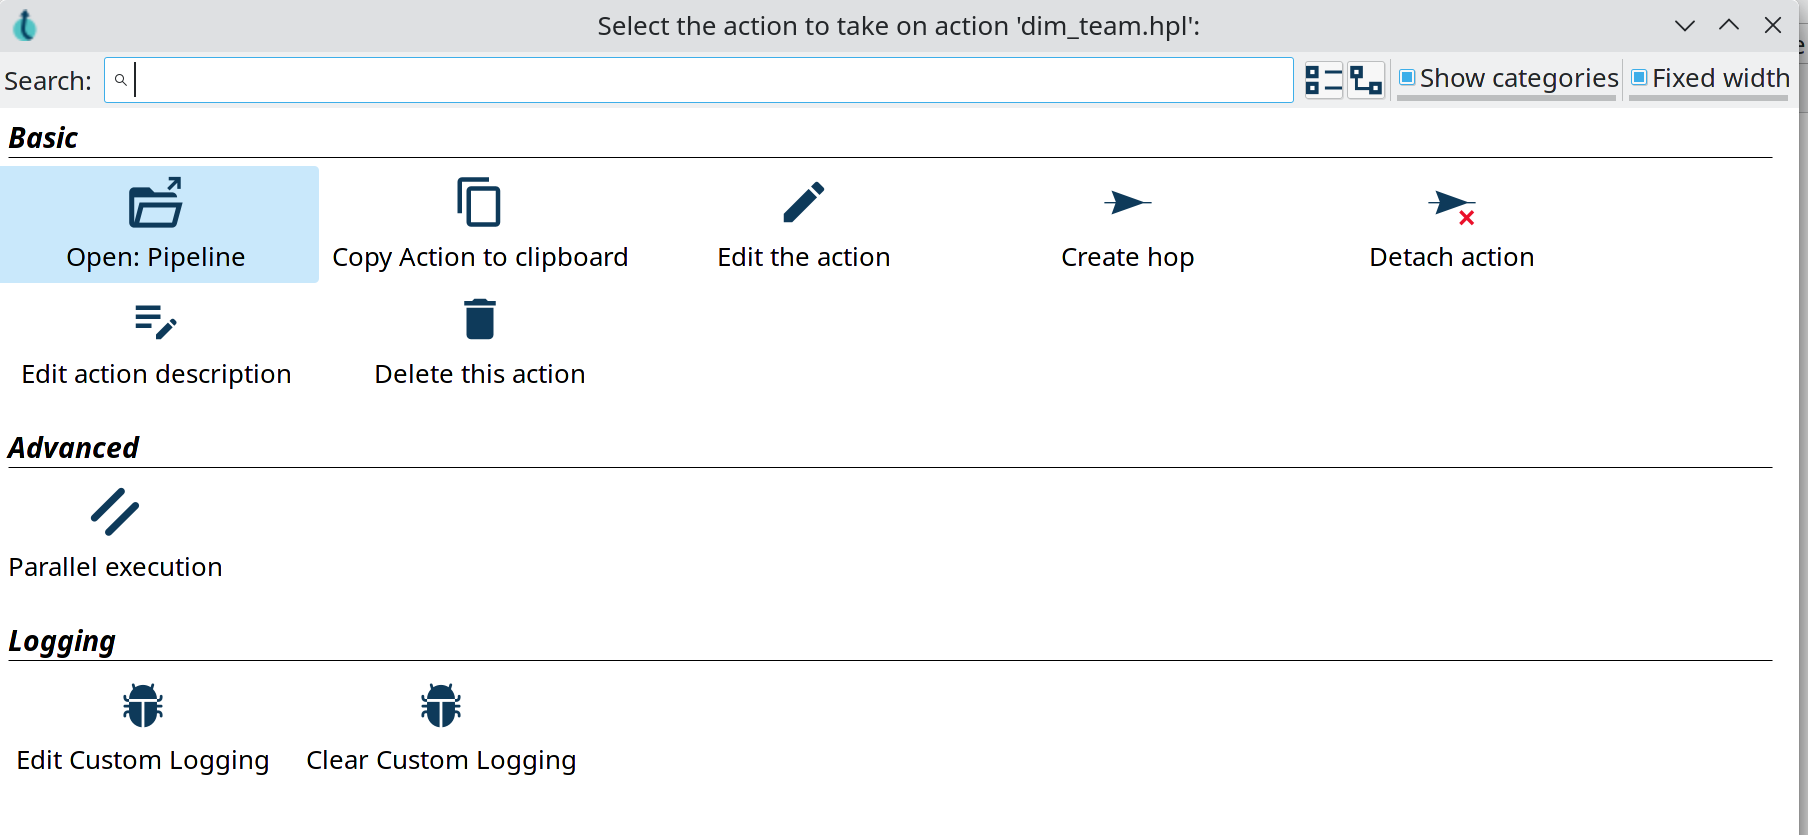 Select the action to take on action 'dim_team.hpl':
Search:
Show categories
Fixed width
Basic
Open: Pipeline
Copy Action to clipboard
Edit the action
Create hop
Detach action
Edit action description
Delete this action
Advanced
Parallel execution
Logging
Edit Custom Logging
Clear Custom Logging